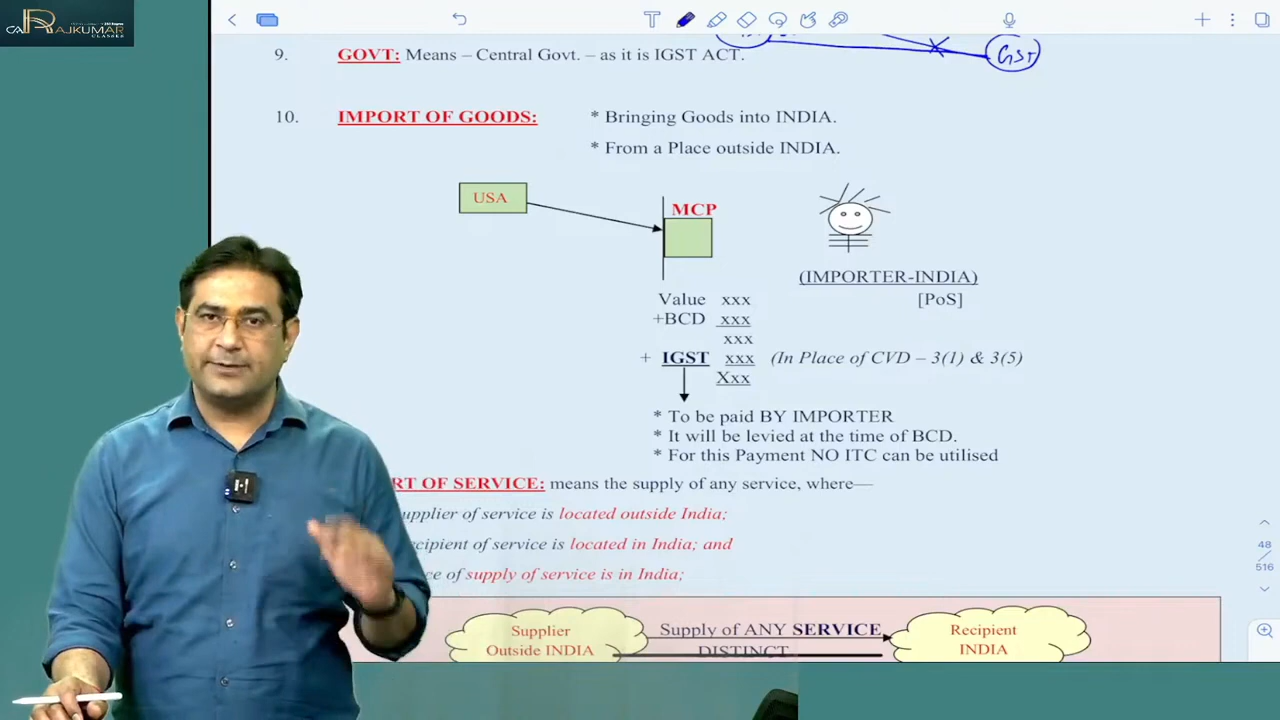 CA RAJKUMAR
CLASSES
GST
9. GOVT: Means – Central Govt. – as it is IGST ACT.
10. IMPORT OF GOODS: * Bringing Goods into INDIA.
* From a Place outside INDIA.
USA
MCP
(IMPORTER-INDIA)
[PoS]
Value xxx
+BCD xxx
xxx
+ IGST xxx (In Place of CVD – 3(1) & 3(5)
Xxx
* To be paid BY IMPORTER
* It will be levied at the time of BCD.
* For this Payment NO ITC can be utilised
RT OF SERVICE: means the supply of any service, where—
upplier of service is located outside India;
cipient of service is located in India; and
ce of supply of service is in India;
Supplier
Outside INDIA
Supply of ANY SERVICE
DISTINCT
Recipient
INDIA
48
516